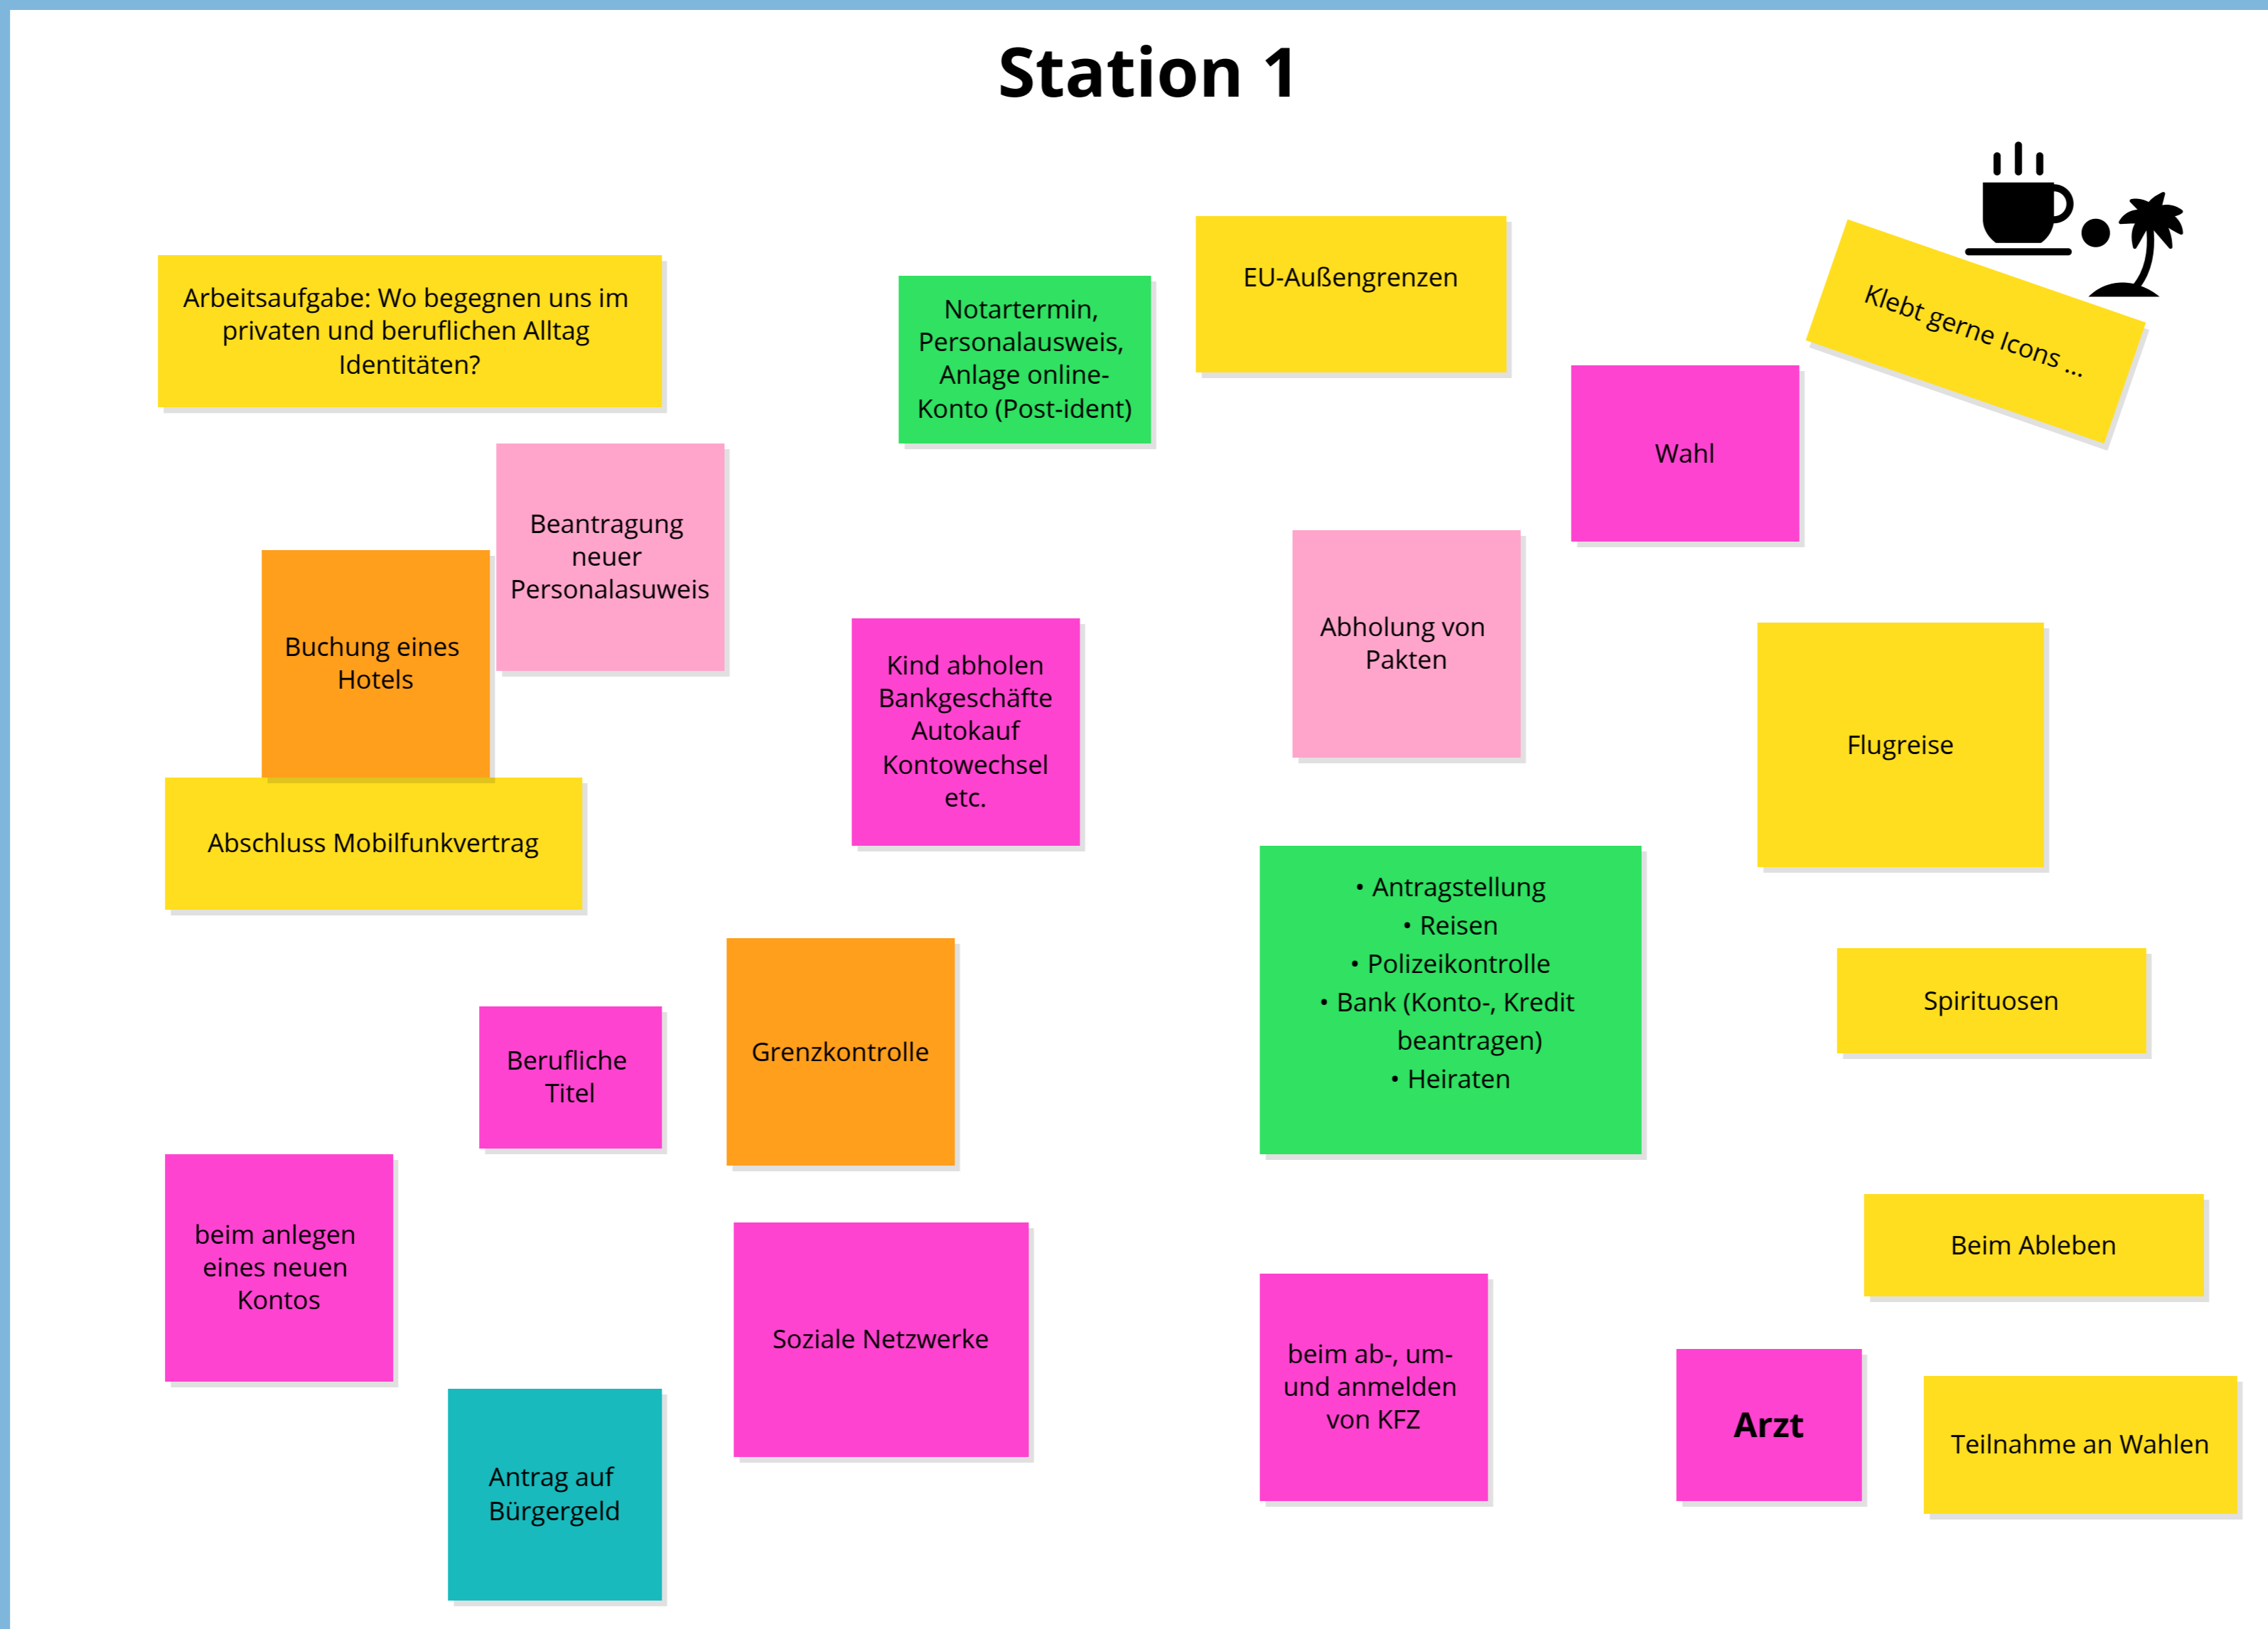 Station 1
Arbeitsaufgabe: Wo begegnen uns im
privaten und beruflichen Alltag
Identitäten?
Notartermin,
Personalausweis,
Anlage online-
Konto (Post-ident)
EU-Außengrenzen
Klebt gerne Icons ...
Wahl
Beantragung
neuer
Personalasuweis
Buchung eines
Hotels
Abschluss Mobilfunkvertrag
Kind abholen
Bankgeschäfte
Autokauf
Kontowechsel
etc.
Abholung von
Pakten
Flugreise
• Antragstellung
• Reisen
• Polizeikontrolle
• Bank (Konto-, Kredit
beantragen)
• Heiraten
Spirituosen
Berufliche
Titel
Grenzkontrolle
beim anlegen
eines neuen
Kontos
Soziale Netzwerke
Beim Ableben
beim ab-, um-
und anmelden
von KFZ
Arzt
Teilnahme an Wahlen
Antrag auf
Bürgergeld